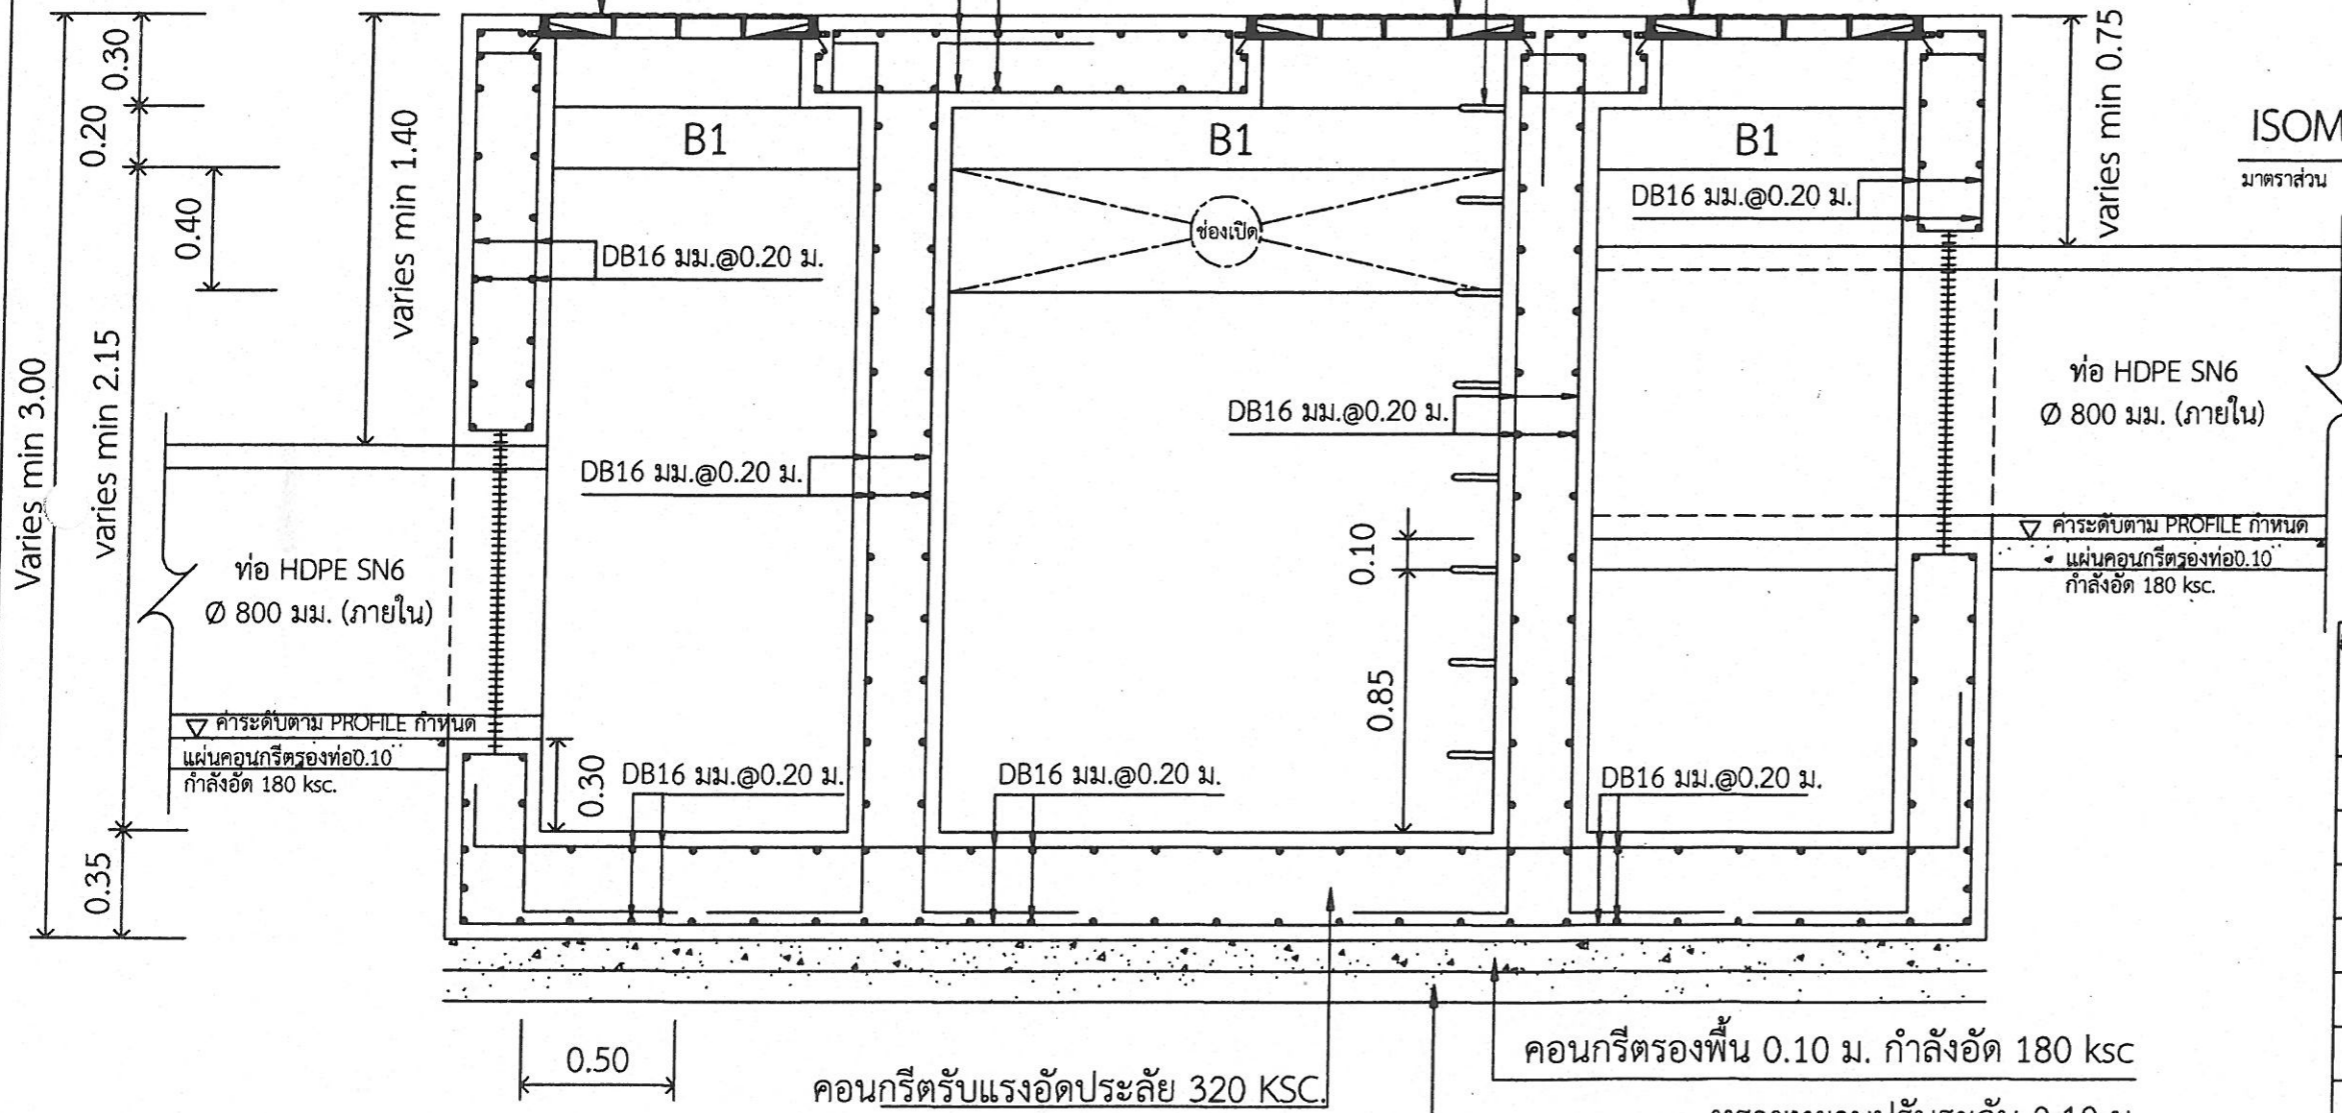 0.30
0.20
0.40
varies min 1.40
Varies min 3.00
varies min 2.15
0.35
B1
B1
B1
varies min 0.75
ISOM
มาตราส่วน
DB16 มม.@0.20 ม.
DB16 มม.@0.20 ม.
ช่องเปิด
ท่อ HDPE SN6
Ø 800 มม. (ภายใน)
DB16 มม.@0.20 ม.
DB16 มม.@0.20 ม.
0.10
0.85
ค่าระดับตาม PROFILE กำหนด
แผ่นคอนกรีตรองท่อ0.10
กำลังอัด 180 ksc.
ท่อ HDPE SN6
Ø 800 มม. (ภายใน)
ค่าระดับตาม PROFILE กำหนด
แผ่นคอนกรีตรองท่อ0.10
กำลังอัด 180 ksc.
0.30
DB16 มม.@0.20 ม.
DB16 มม.@0.20 ม.
DB16 มม.@0.20 ม.
0.50
คอนกรีตรับแรงอัดประลัย 320 KSC.
คอนกรีตรองพื้น 0.10 ม. กำลังอัด 180 ksc